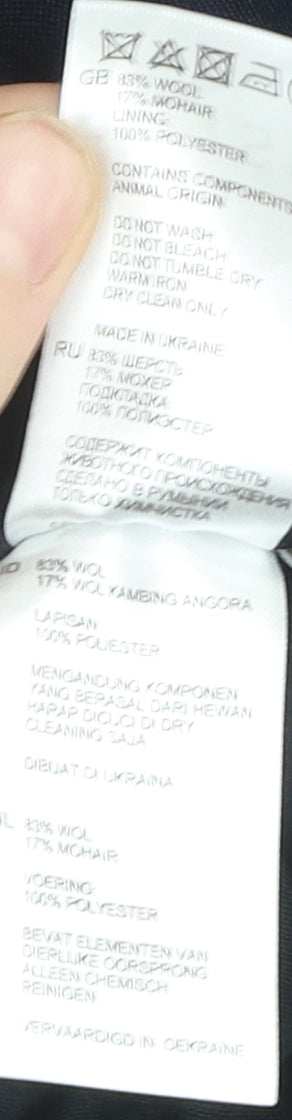 GB 83% WOOL
17% MOHAIR
LINING:
100% POLYESTER
CONTAINS COMPONENTS
ANIMAL ORIGIN
DO NOT WASH
DO NOT BLEACH
DO NOT TUMBLE DRY
WARM IRON
DRY CLEAN ONLY
MADE IN UKRAINE
RU 83% ШЕРСТЬ
17% МОХЕР
ПОДКЛАДКА:
100% ПОЛИЭСТЕР
СОДЕРЖИТ КОМПОНЕНТЫ
ЖИВОТНОГО ПРОИСХОЖДЕНИЯ
СДЕЛАНО В РУМЫНИИ
ТОЛЬКО ХИМЧИСТКА
ID 83% WOL
17% WOL KAMBING ANGORA
LAPISAN:
100% POLIESTER
MENGANDUNG KOMPONEN
YANG BERASAL DARI HEWAN
HARAP DICUCI DI DRY
CLEANING SAJA
DIBUAT DI UKRAINA
NL 83% WOL
17% MOHAIR
VOERING:
100% POLYESTER
BEVAT ELEMENTEN VAN
DIERLIJKE OORSPRONG
ALLEEN CHEMISCH
REINIGEN
VERVAARDIGD IN OEKRAINE